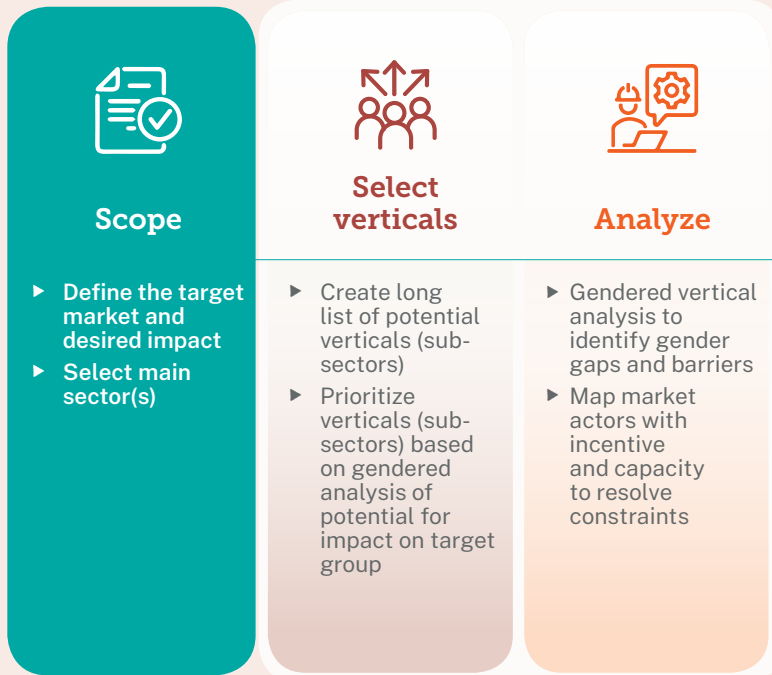 Scope
Define the target
market and
desired impact
Select main
sector(s)
Select
verticals
Create long
list of potential
verticals (sub-
sectors)
Prioritize
verticals (sub-
sectors) based
on gendered
analysis of
potential for
impact on target
group
Analyze
Gendered vertical
analysis to
identify gender
gaps and barriers
Map market
actors with
incentive
and capacity
to resolve
constraints